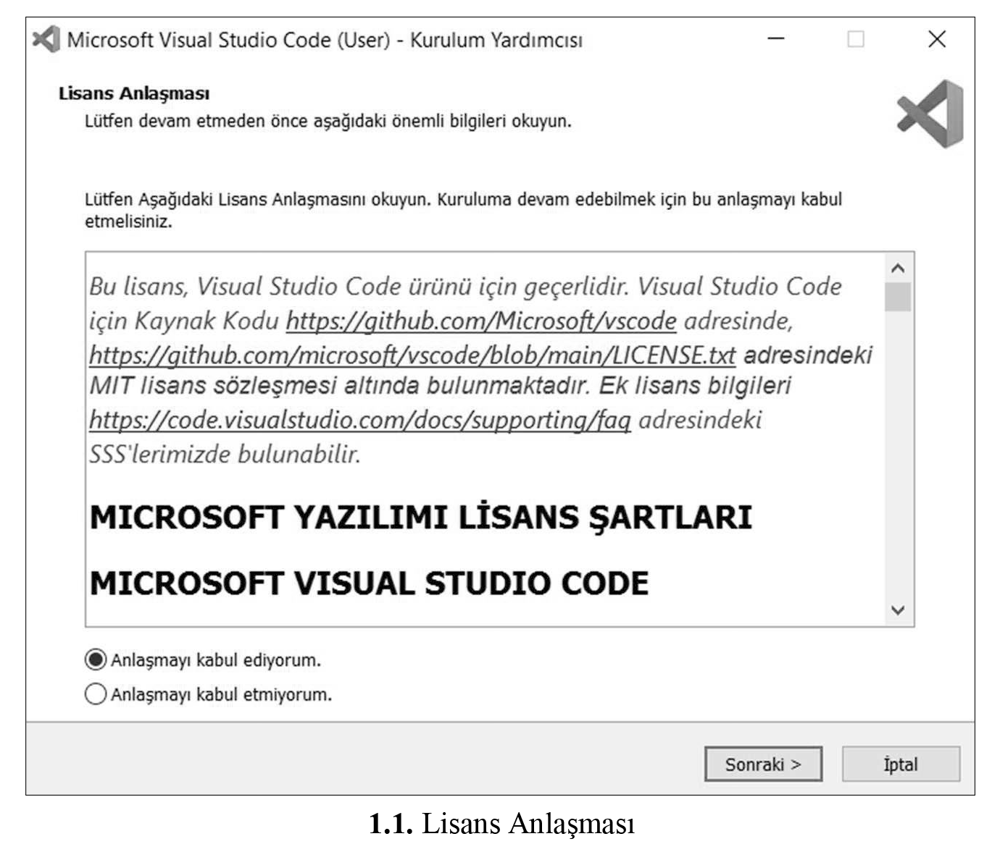 Microsoft Visual Studio Code (User) - Kurulum Yardımcısı
Lisans Anlaşması
Lütfen devam etmeden önce aşağıdaki önemli bilgileri okuyun.
Lütfen Aşağıdaki Lisans Anlaşmasını okuyun. Kuruluma devam edebilmek için bu anlaşmayı kabul
etmelisiniz.
Bu lisans, Visual Studio Code ürünü için geçerlidir. Visual Studio Code
için Kaynak Kodu https://github.com/Microsoft/vscode adresinde,
https://github.com/microsoft/vscode/blob/main/LICENSE.txt adresindeki
MIT lisans sözleşmesi altında bulunmaktadır. Ek lisans bilgileri
https://code.visualstudio.com/docs/supporting/faq adresindeki
SSS'lerimizde bulunabilir.
MICROSOFT YAZILIMI LİSANS ŞARTLARI
MICROSOFT VISUAL STUDIO CODE
Anlaşmayı kabul ediyorum.
Anlaşmayı kabul etmiyorum.
Sonraki > İptal
1.1. Lisans Anlaşması